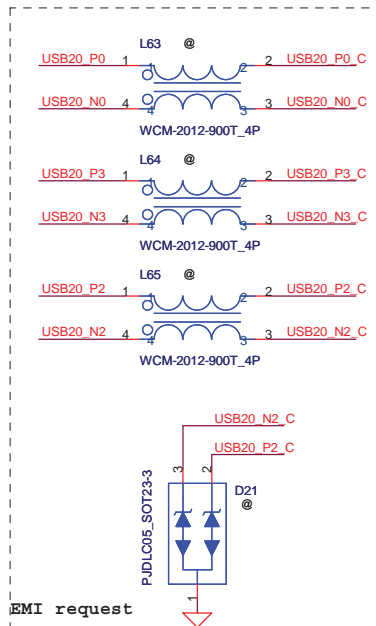 L63 @
USB20_P0 1 1 2 2 USB20_P0_C
USB20_N0 4 4 3 3 USB20_N0_C
WCM-2012-900T_4P
L64 @
USB20_P3 1 1 2 2 USB20_P3_C
USB20_N3 4 4 3 3 USB20_N3_C
WCM-2012-900T_4P
L65 @
USB20_P2 1 1 2 2 USB20_P2_C
USB20_N2 4 4 3 3 USB20_N2_C
WCM-2012-900T_4P
USB20_N2_C
USB20_P2_C
3 2
D21
@
PJDLC05_SOT23-3
1
EMI request